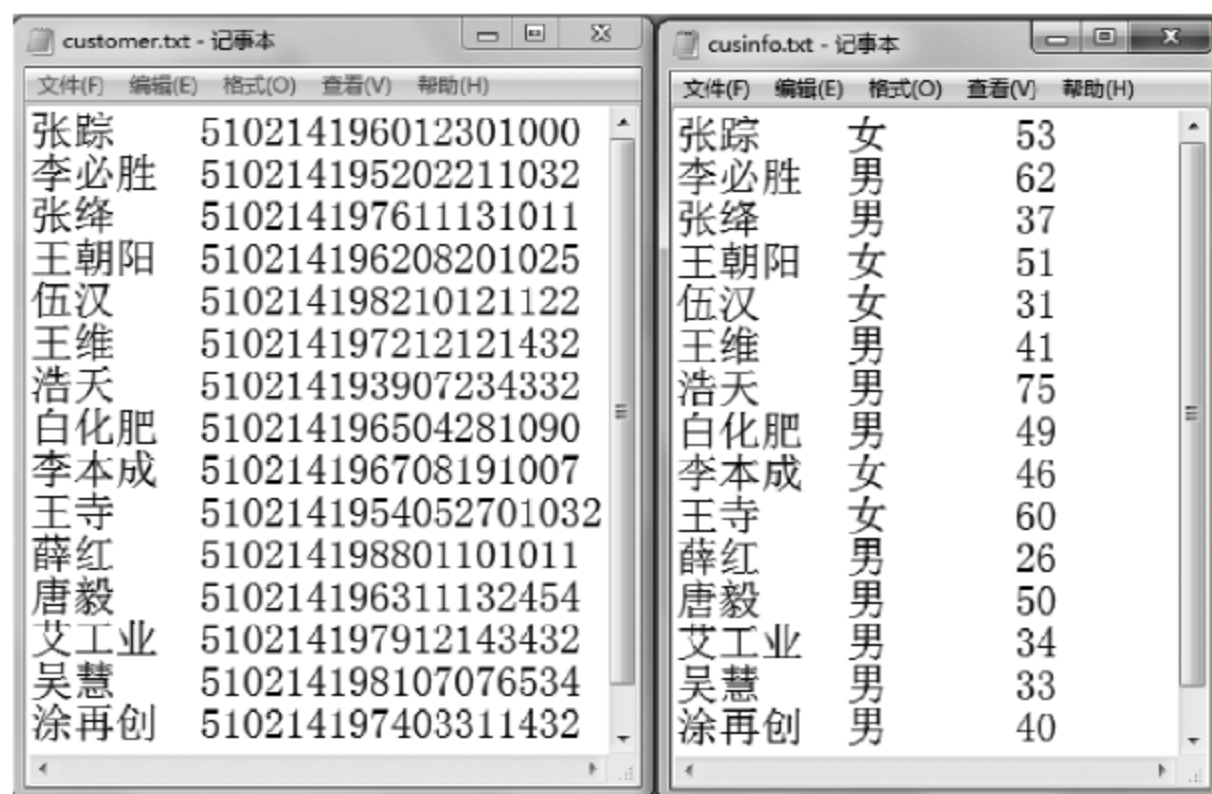 customer.txt - 记事本
文件(F) 编辑(E) 格式(O) 查看(V) 帮助(H)
张踪 510214196012301000
李必胜 510214195202211032
张绛 510214197611131011
王朝阳 510214196208201025
伍汉 510214198210121122
王维 510214197212121432
浩天 510214193907234332
白化肥 510214196504281090
李本成 510214196708191007
王寺 5102141954052701032
薛红 510214198801101011
唐毅 510214196311132454
艾工业 510214197912143432
吴慧 510214198107076534
涂再创 510214197403311432
cusinfo.txt - 记事本
文件(F) 编辑(E) 格式(O) 查看(V) 帮助(H)
张踪 女 53
李必胜 男 62
张绛 男 37
王朝阳 女 51
伍汉 女 31
王维 男 41
浩天 男 75
白化肥 男 49
李本成 女 46
王寺 女 60
薛红 男 26
唐毅 男 50
艾工业 男 34
吴慧 男 33
涂再创 男 40